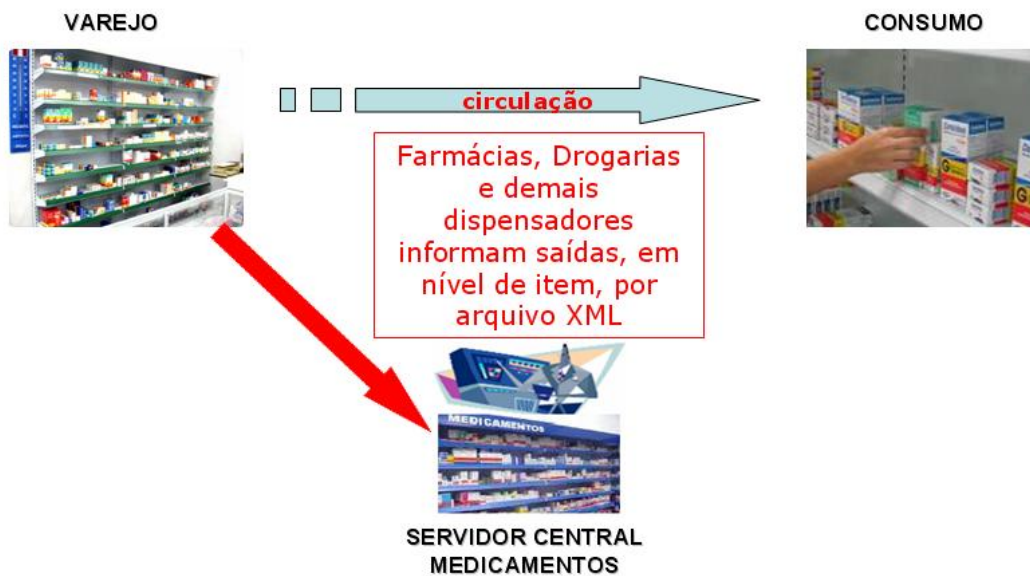 VAREJO
CONSUMO
circulação
Farmácias, Drogarias
e demais
dispensadores
informam saídas, em
nível de item, por
arquivo XML
MEDICAMENTOS
SERVIDOR CENTRAL
MEDICAMENTOS